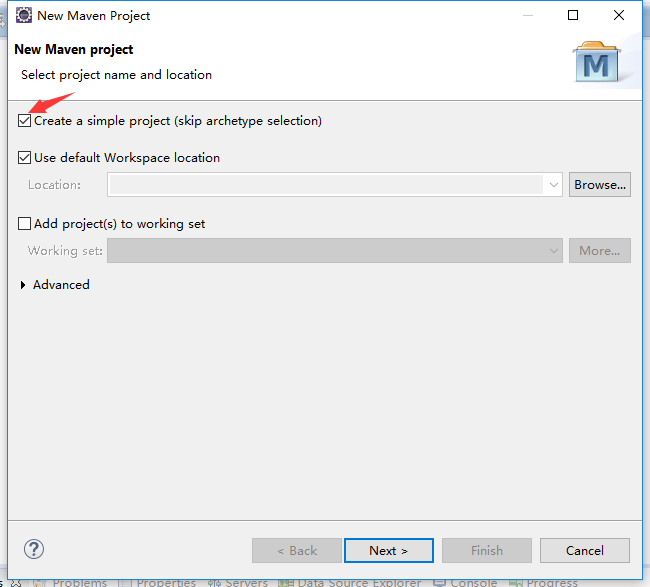 New Maven Project
New Maven project
Select project name and location
M
Create a simple project (skip archetype selection)
Use default Workspace location
Location:
Browse...
Add project(s) to working set
Working set:
More...
Advanced
?
< Back
Next >
Finish
Cancel
Problems
Properties
Servers
Data Source Explorer
Console
Progress